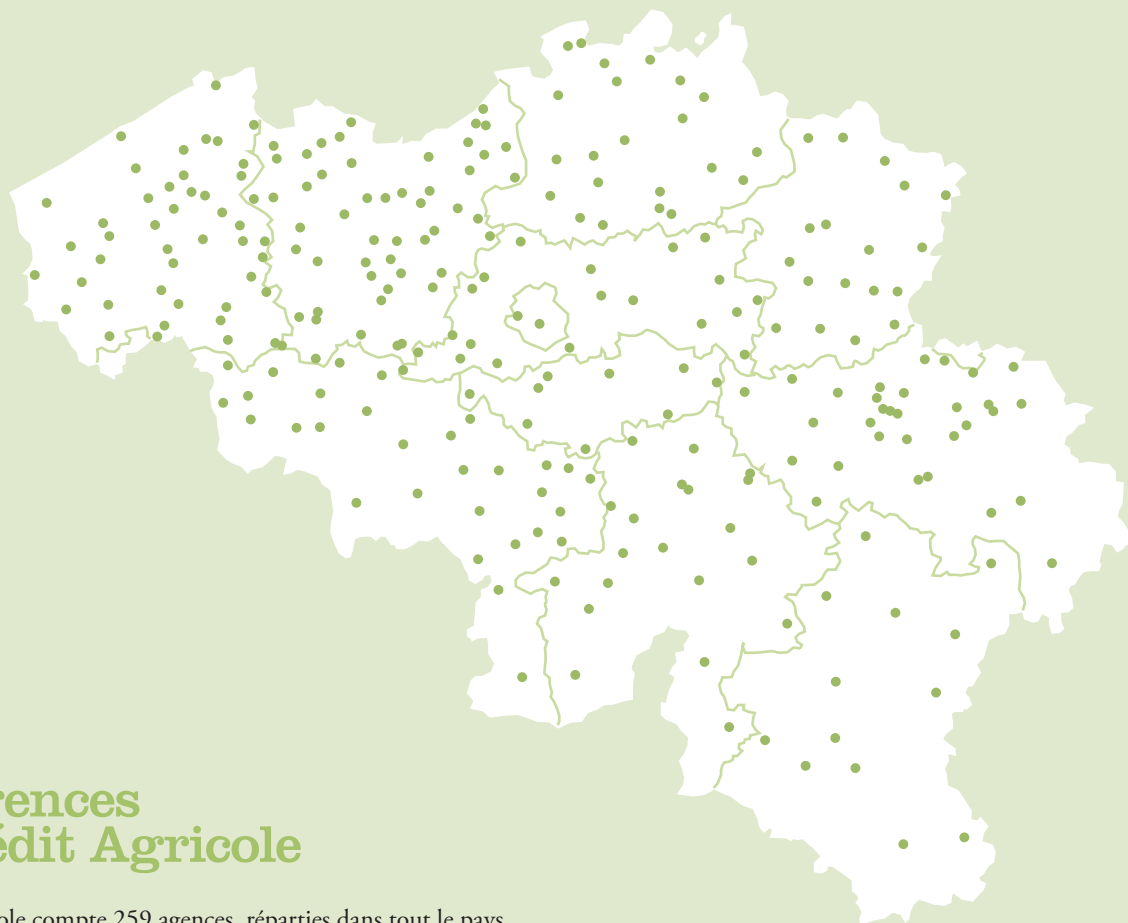 rences
édit Agricole
ole compte 259 agences, réparties dans tout le pays